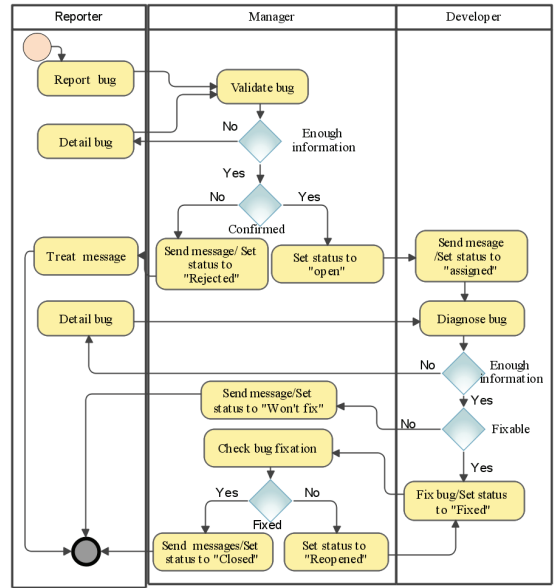 Reporter
Manager
Developer
Report bug
Validate bug
No
Enough
information
Detail bug
Yes
No
Yes
Confirmed
Treat message
Send message/ Set
status to
"Rejected"
Set status to
"open"
Send mesage
/Set status to
"assigned"
Detail bug
Diagnose bug
No
Enough
information
Send message/Set
status to "Won't fix"
Yes
No
Fixable
Check bug fixation
Yes
Yes
No
Fixed
Fix bug/Set status
to "Fixed"
Send messages/Set
status to "Closed"
Set status to
"Reopened"